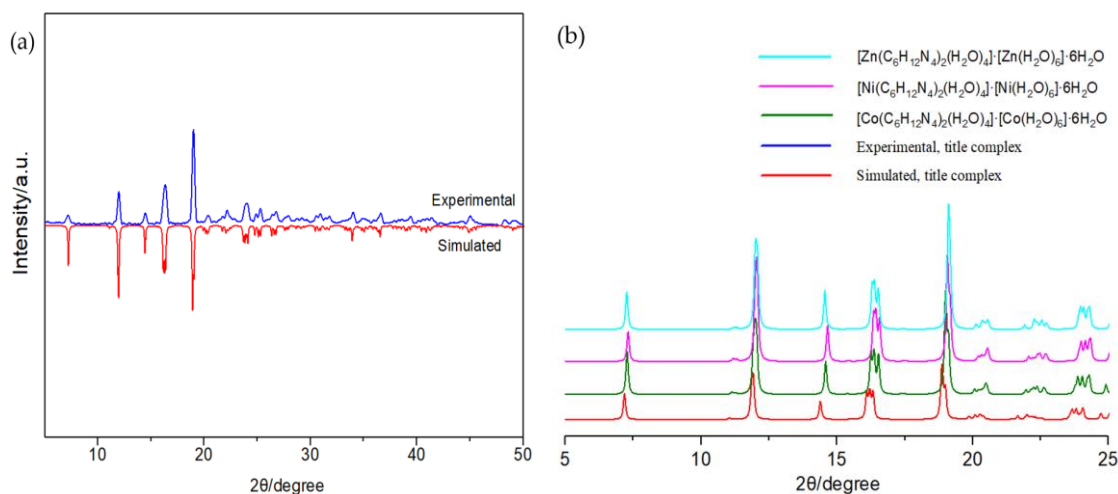 (a)
Intensity/a.u.
Experimental
Simulated
10 20 30 40 50
2θ/degree
(b)
[Zn(C₆H₁₂N₄)₂(H₂O)₄]·[Zn(H₂O)₆]·6H₂O
[Ni(C₆H₁₂N₄)₂(H₂O)₄]·[Ni(H₂O)₆]·6H₂O
[Co(C₆H₁₂N₄)₂(H₂O)₄]·[Co(H₂O)₆]·6H₂O
Experimental, title complex
Simulated, title complex
5 10 15 20 25
2θ/degree